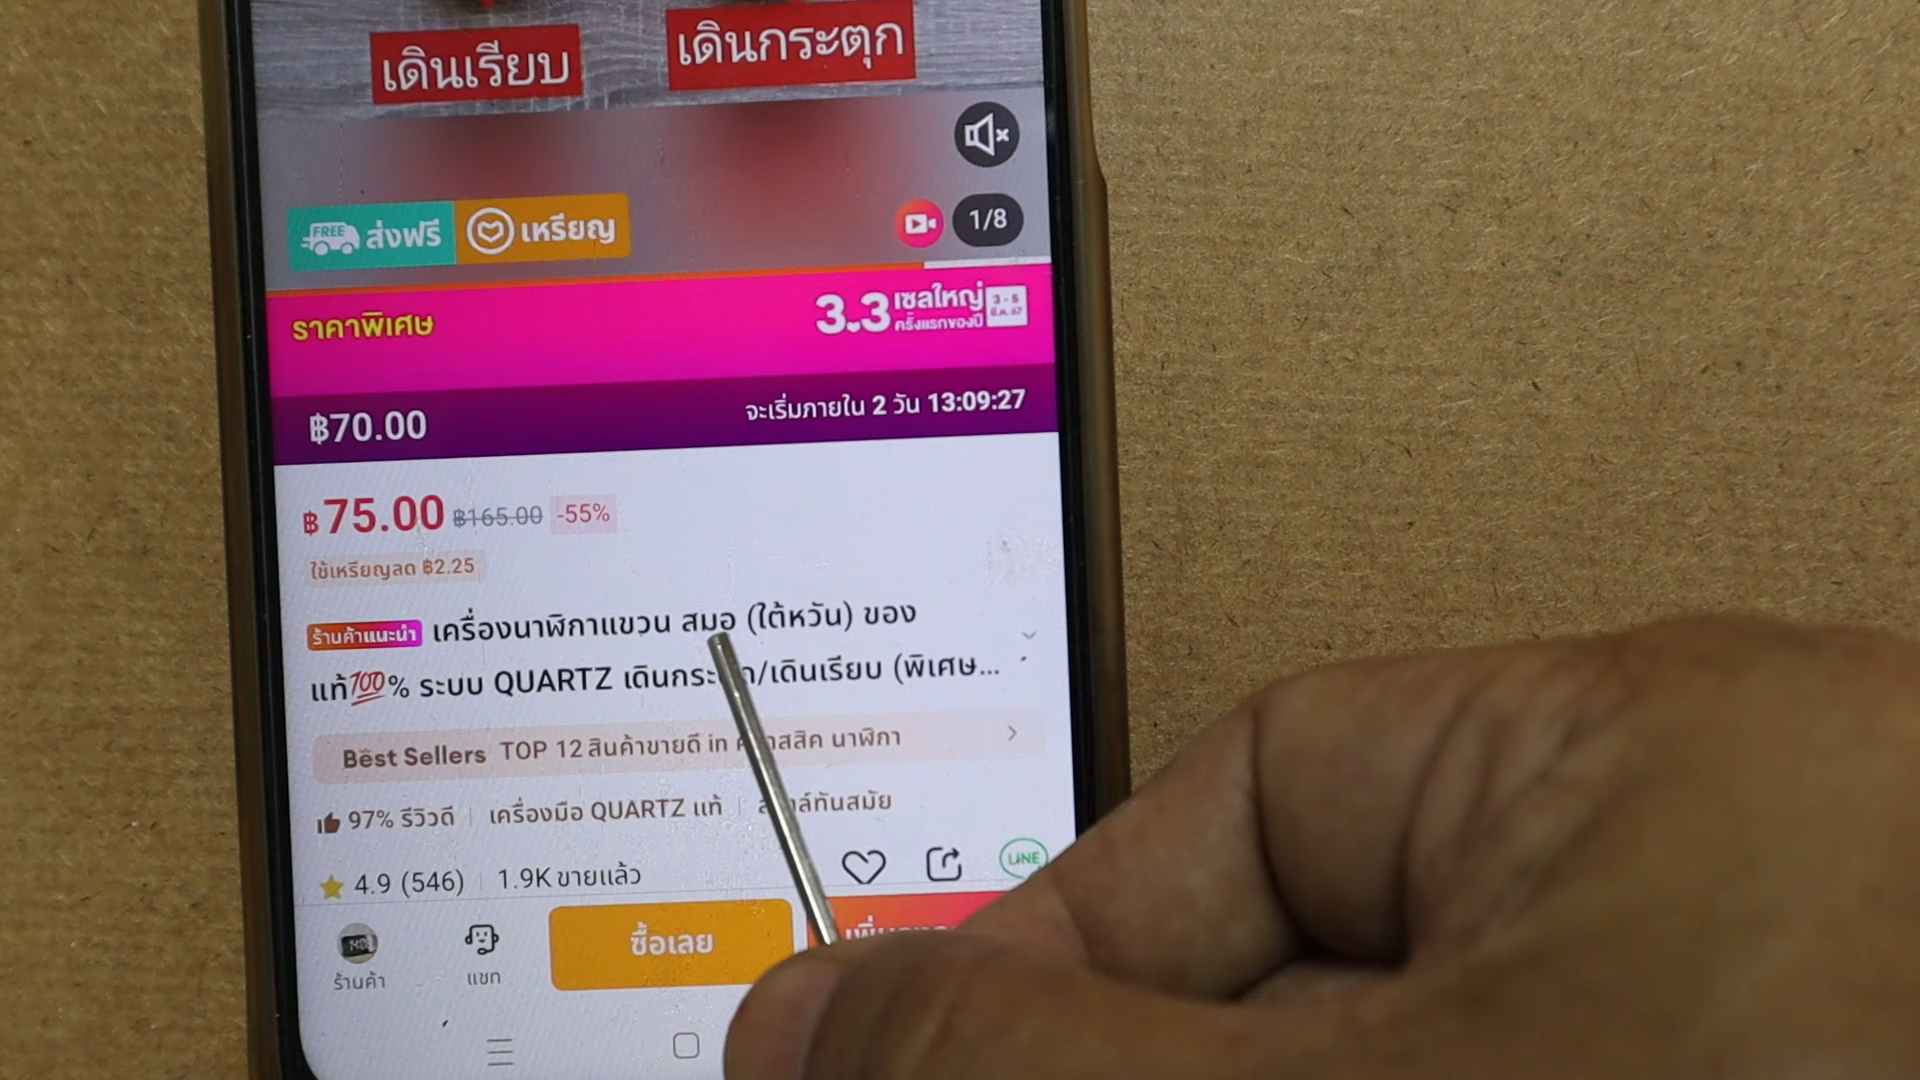 เดินเรียบ เดินกระตุก
FREE ส่งฟรี เหรียญ 1/8
ราคาพิเศษ 3.3 เซลใหญ่ ครั้งแรกของปี
฿70.00 จะเริ่มภายใน 2 วัน 13:09:27
฿75.00 ฿165.00 -55%
ใช้เหรียญลด ฿2.25
ร้านค้าแนะนำ เครื่องนาฬิกาแขวน สมอ (ใต้หวัน) ของ
แท้💯% ระบบ QUARTZ /เดินเรียบ (พิเศษ...
Best Sellers TOP 12 สินค้าขายดี in นาฬิกา
97% รีวิวดี เครื่องมือ QUARTZ แท้
4.9 (546) 1.9K ขายแล้ว LINE
ร้านค้า แชท ซื้อเลย